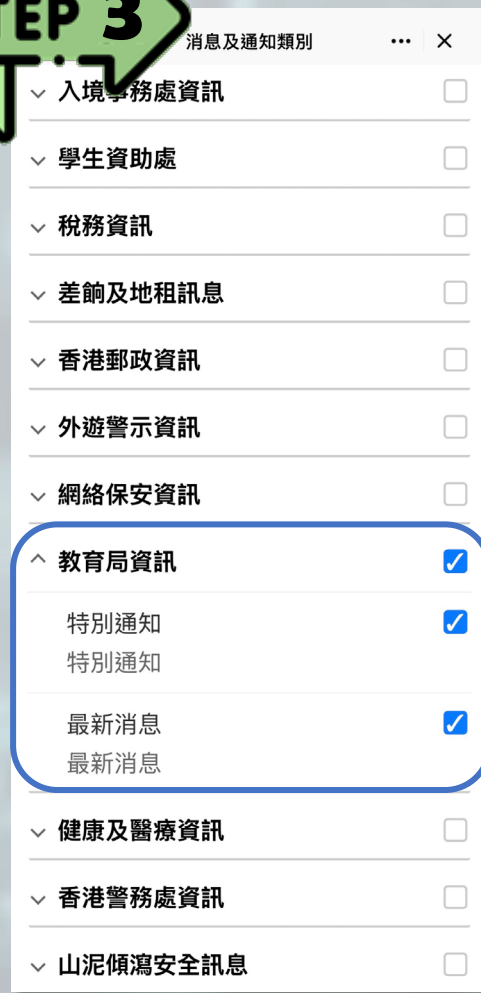 STEP 3
消息及通知類別
入境事務處資訊
學生資助處
稅務資訊
差餉及地租訊息
香港郵政資訊
外遊警示資訊
網絡保安資訊
教育局資訊
特別通知
特別通知
最新消息
最新消息
健康及醫療資訊
香港警務處資訊
山泥傾瀉安全訊息